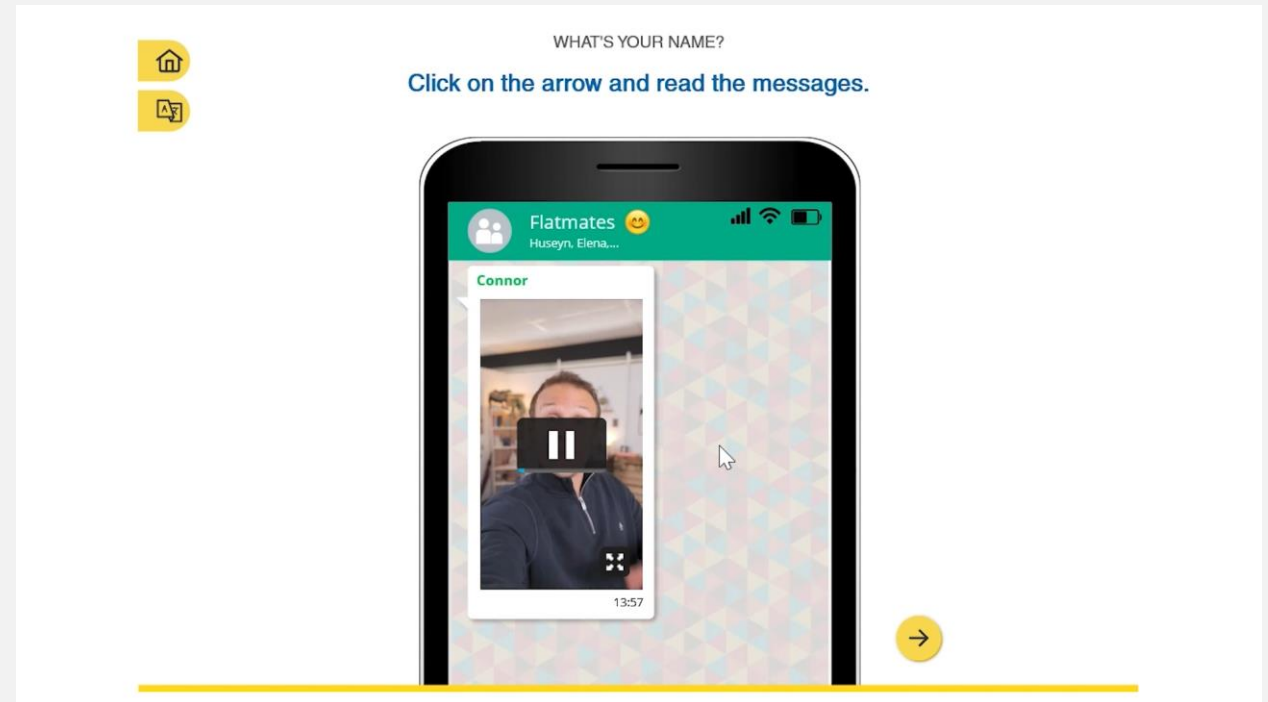 WHAT'S YOUR NAME?
Click on the arrow and read the messages.
Flatmates
Huseyn, Elena,...
Connor
13:57